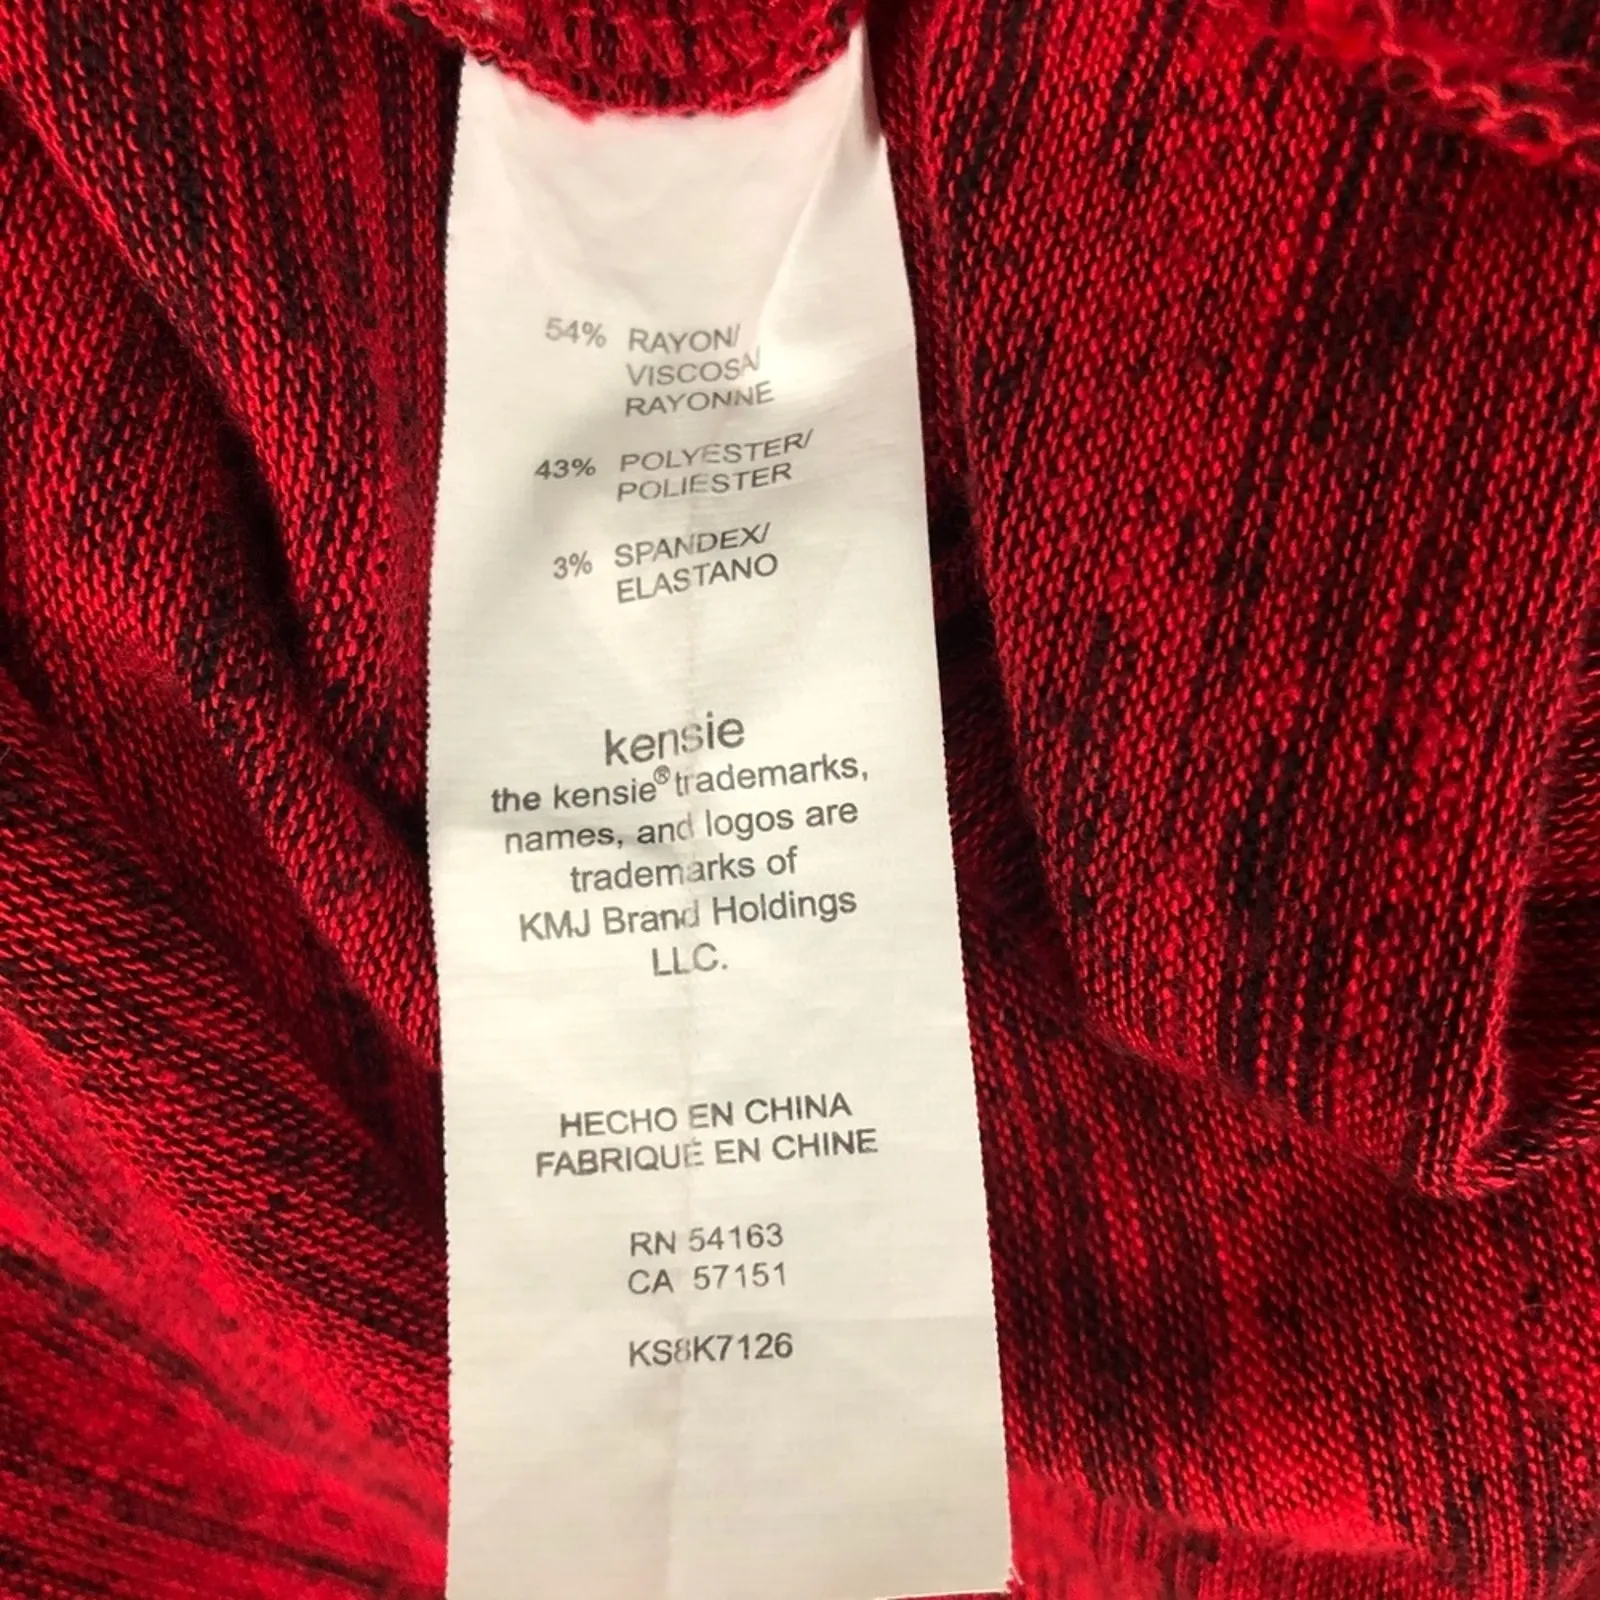 54% RAYON/
VISCOSA/
RAYONNE
43% POLYESTER/
POLIESTER
3% SPANDEX/
ELASTANO
kensie
the kensie® trademarks,
names, and logos are
trademarks of
KMJ Brand Holdings
LLC.
HECHO EN CHINA
FABRIQUÉ EN CHINE
RN 54163
CA 57151
KS8K7126